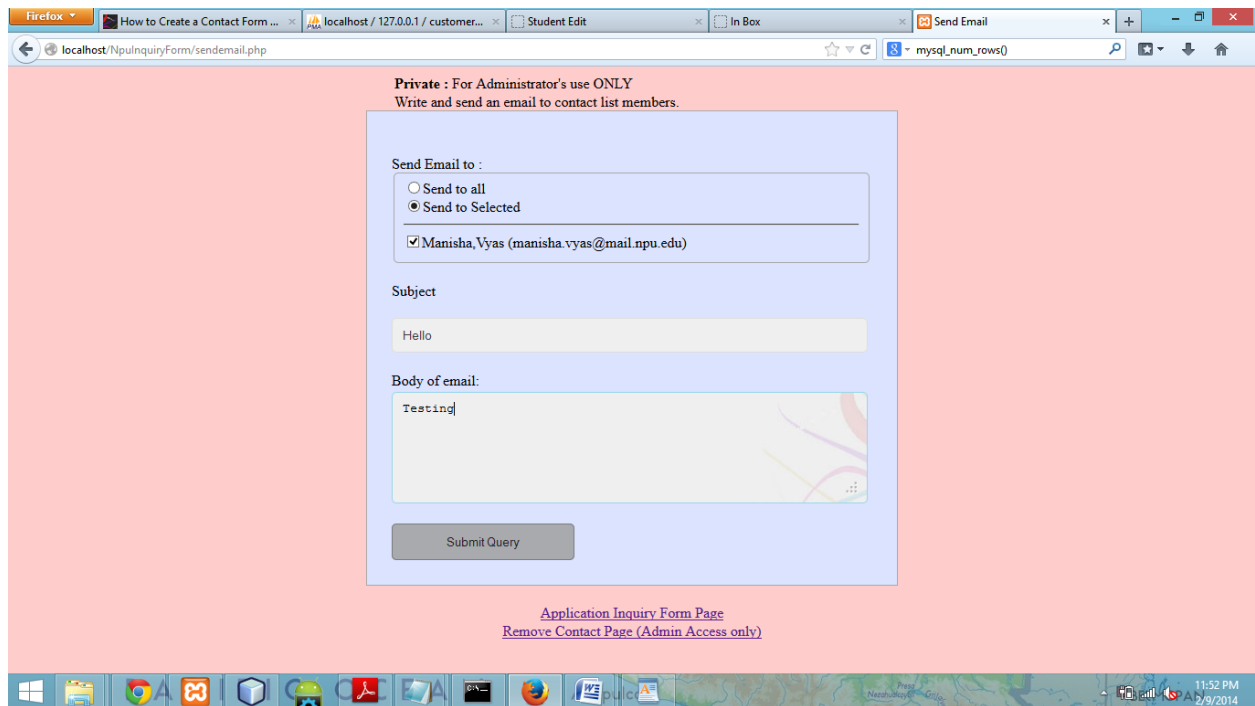 Firefox
How to Create a Contact Form ...
localhost / 127.0.0.1 / customer...
Student Edit
In Box
Send Email
localhost/NpuInquiryForm/sendemail.php
mysql_num_rows()
Private : For Administrator's use ONLY
Write and send an email to contact list members.
Send Email to :
Send to all
Send to Selected
Manisha,Vyas (manisha.vyas@mail.npu.edu)
Subject
Hello
Body of email:
Testing
Submit Query
Application Inquiry Form Page
Remove Contact Page (Admin Access only)
11:52 PM
2/9/2014